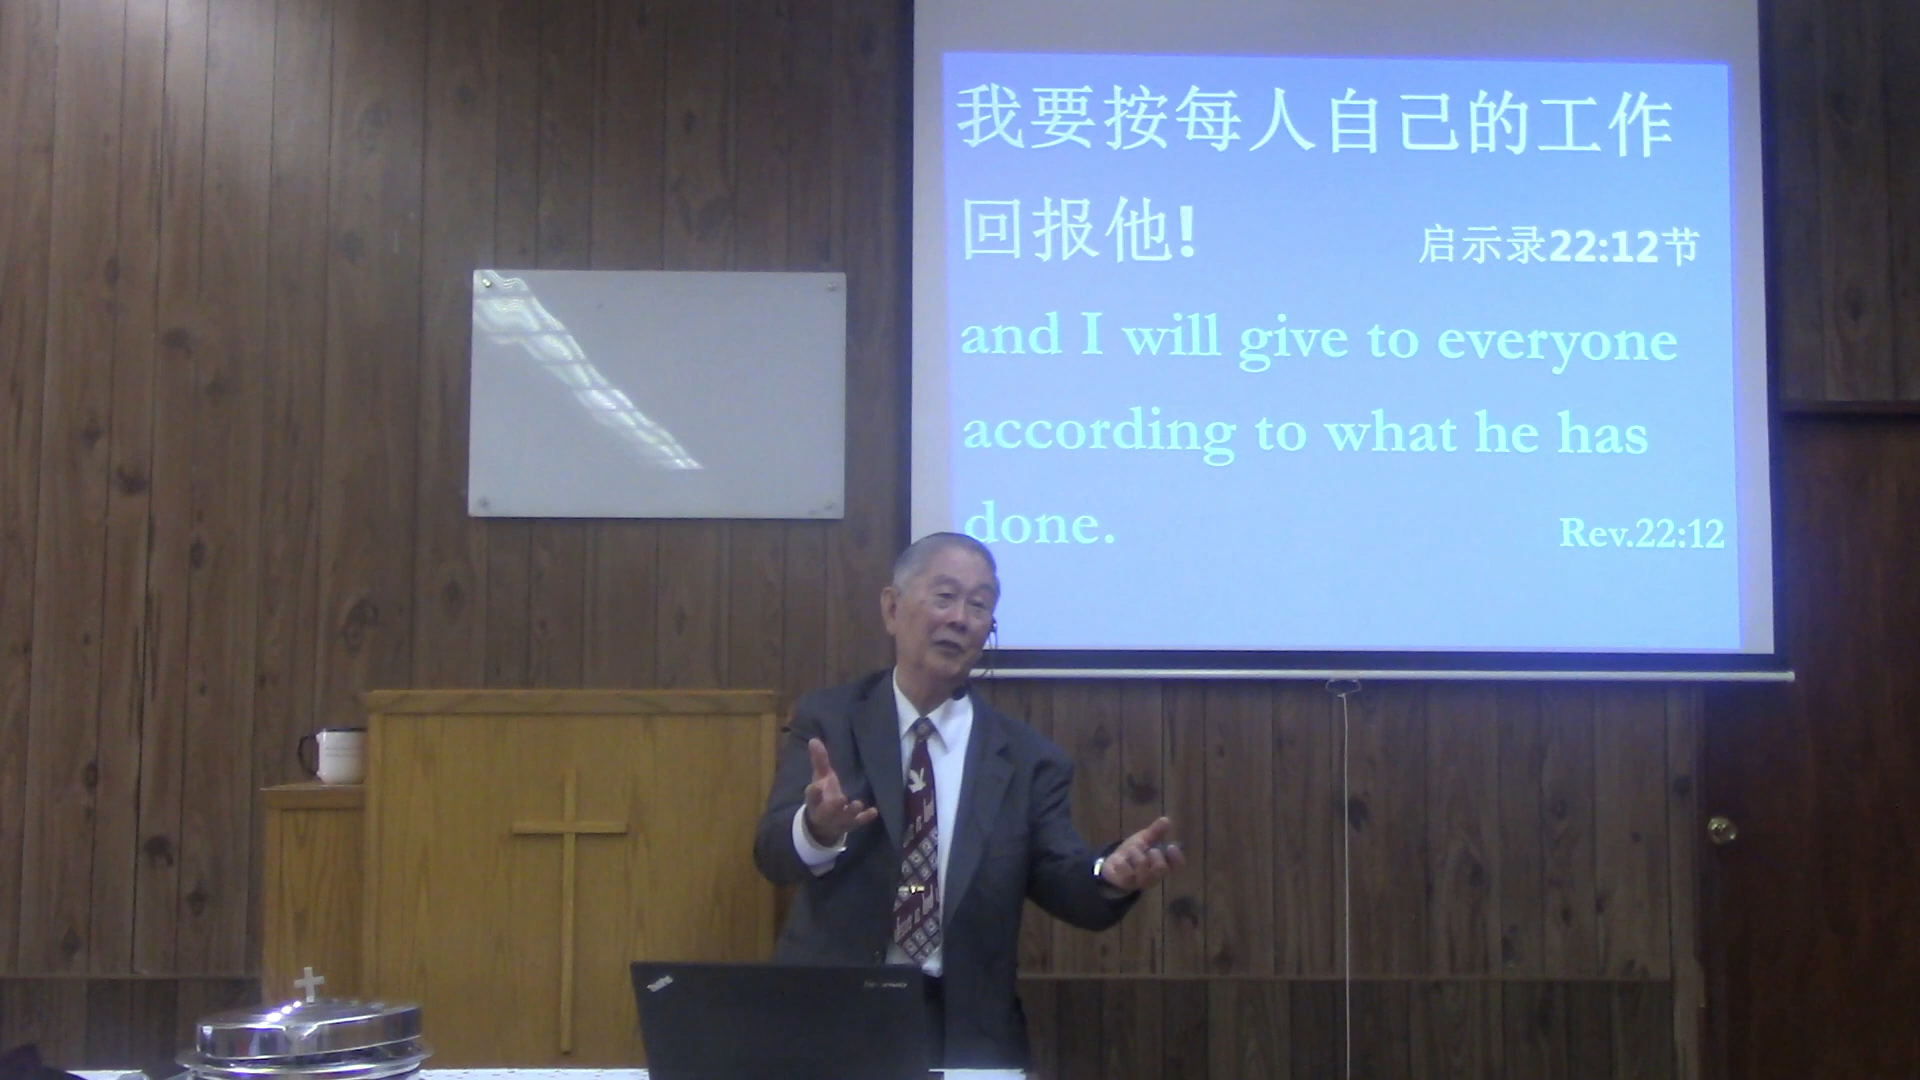 我要按每人自己的工作
回报他!
启示录22:12节
and I will give to everyone
according to what he has
done.
Rev.22:12
ThinkPad